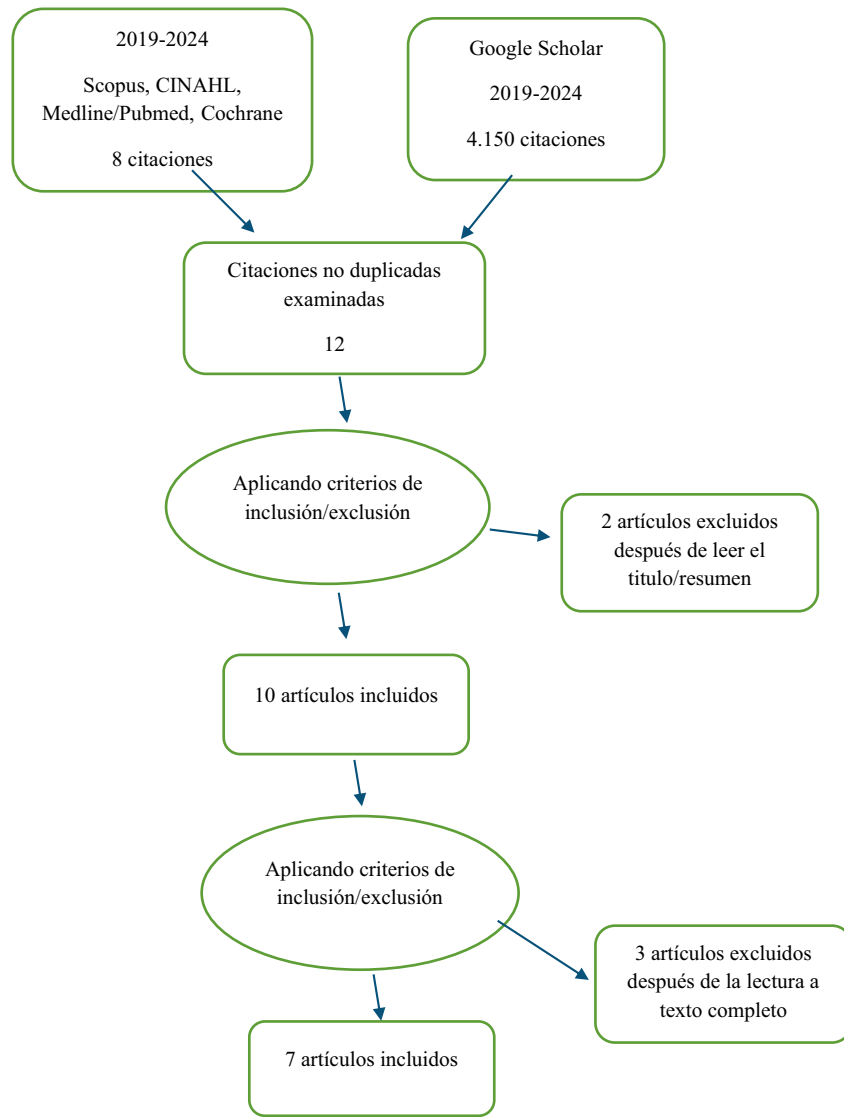 2019-2024
Scopus, CINAHL,
Medline/Pubmed, Cochrane
8 citaciones
Google Scholar
2019-2024
4.150 citaciones
Citaciones no duplicadas
examinadas
12
Aplicando criterios de
inclusión/exclusión
2 artículos excluidos
después de leer el
titulo/resumen
10 artículos incluidos
Aplicando criterios de
inclusión/exclusión
3 artículos excluidos
después de la lectura a
texto completo
7 artículos incluidos